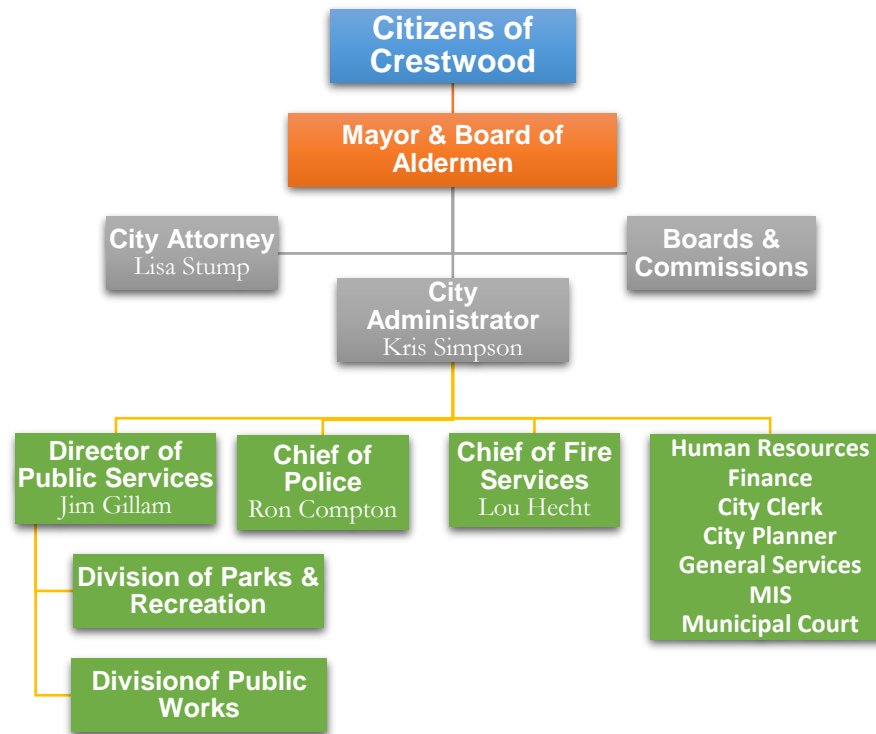 Citizens of
Crestwood
Mayor & Board of
Aldermen
City Attorney
Lisa Stump
Boards &
Commissions
City
Administrator
Kris Simpson
Director of
Public Services
Jim Gillam
Chief of
Police
Ron Compton
Chief of Fire
Services
Lou Hecht
Human Resources
Finance
City Clerk
City Planner
General Services
MIS
Municipal Court
Division of Parks &
Recreation
Divisionof Public
Works